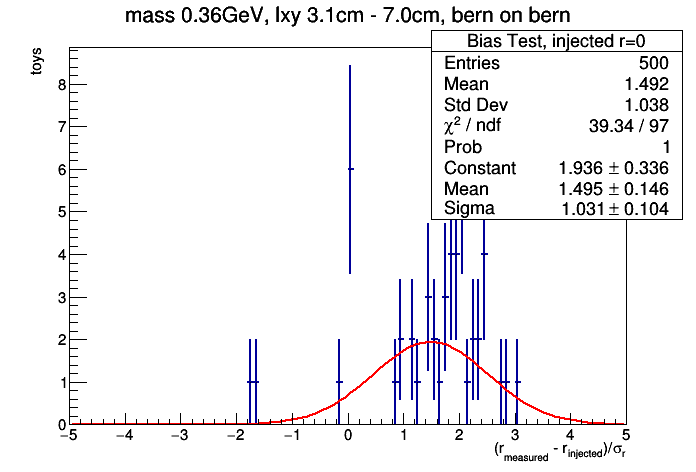 mass 0.36GeV, lxy 3.1cm - 7.0cm, bern on bern
Bias Test, injected r=0
Entries 500
Mean 1.492
Std Dev 1.038
χ² / ndf 39.34 / 97
Prob 1
Constant 1.936 ± 0.336
Mean 1.495 ± 0.146
Sigma 1.031 ± 0.104
toys
8
7
6
5
4
3
2
1
0
−5 −4 −3 −2 −1 0 1 2 3 4 5
(r_measured - r_injected)/σ_r